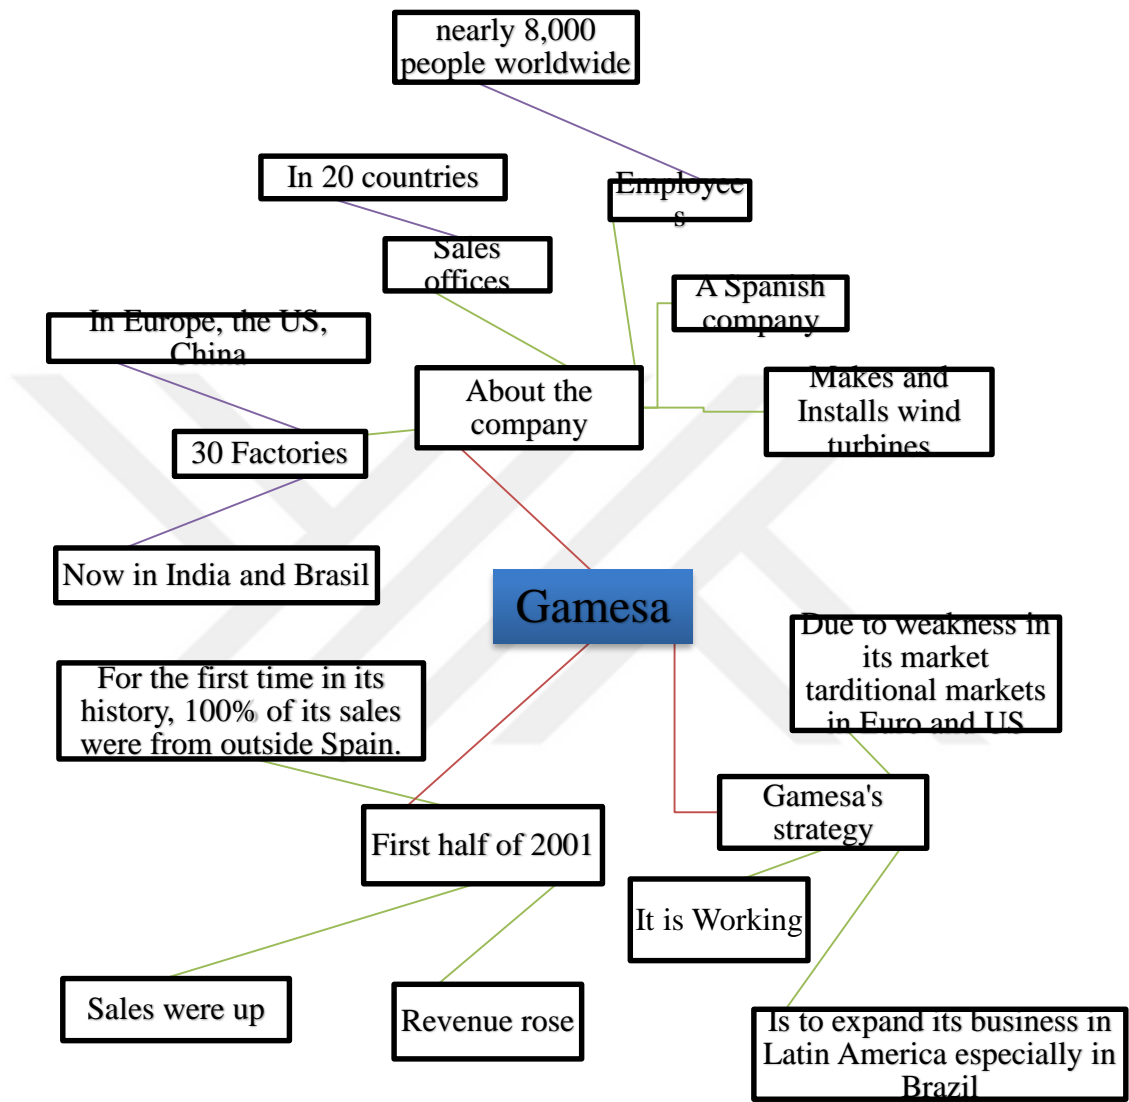 nearly 8,000
people worldwide
In 20 countries
Employee
s
Sales
offices
A Spanish
company
In Europe, the US,
China
About the
company
Makes and
Installs wind
turbines
30 Factories
Now in India and Brasil
Gamesa
Due to weakness in
its market
tarditional markets
in Euro and US
For the first time in its
history, 100% of its sales
were from outside Spain.
Gamesa's
strategy
First half of 2001
It is Working
Sales were up
Revenue rose
Is to expand its business in
Latin America especially in
Brazil